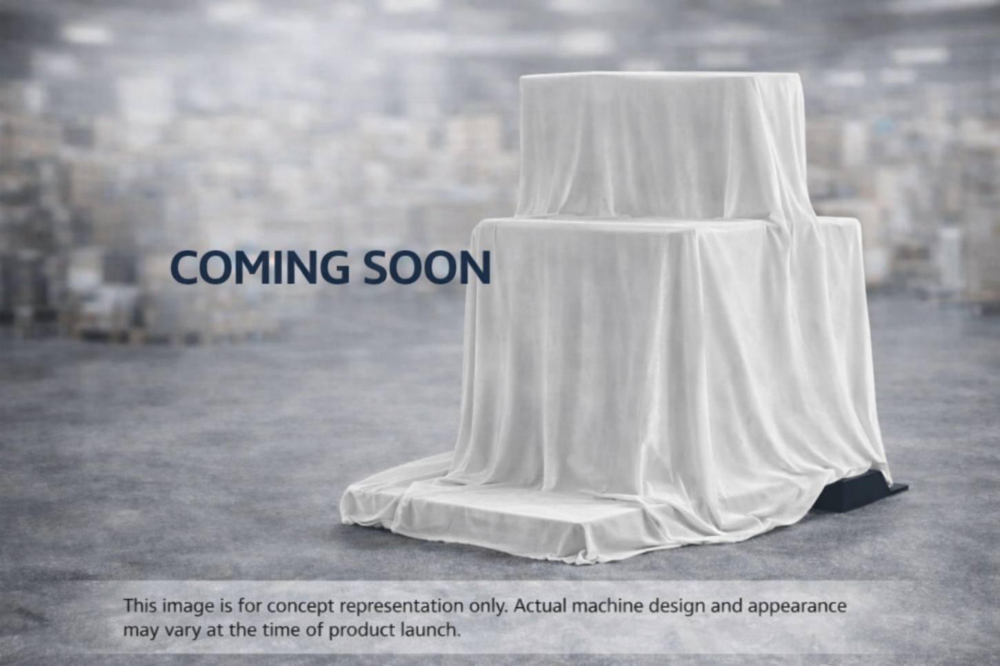 COMING SOON
This image is for concept representation only. Actual machine design and appearance
may vary at the time of product launch.